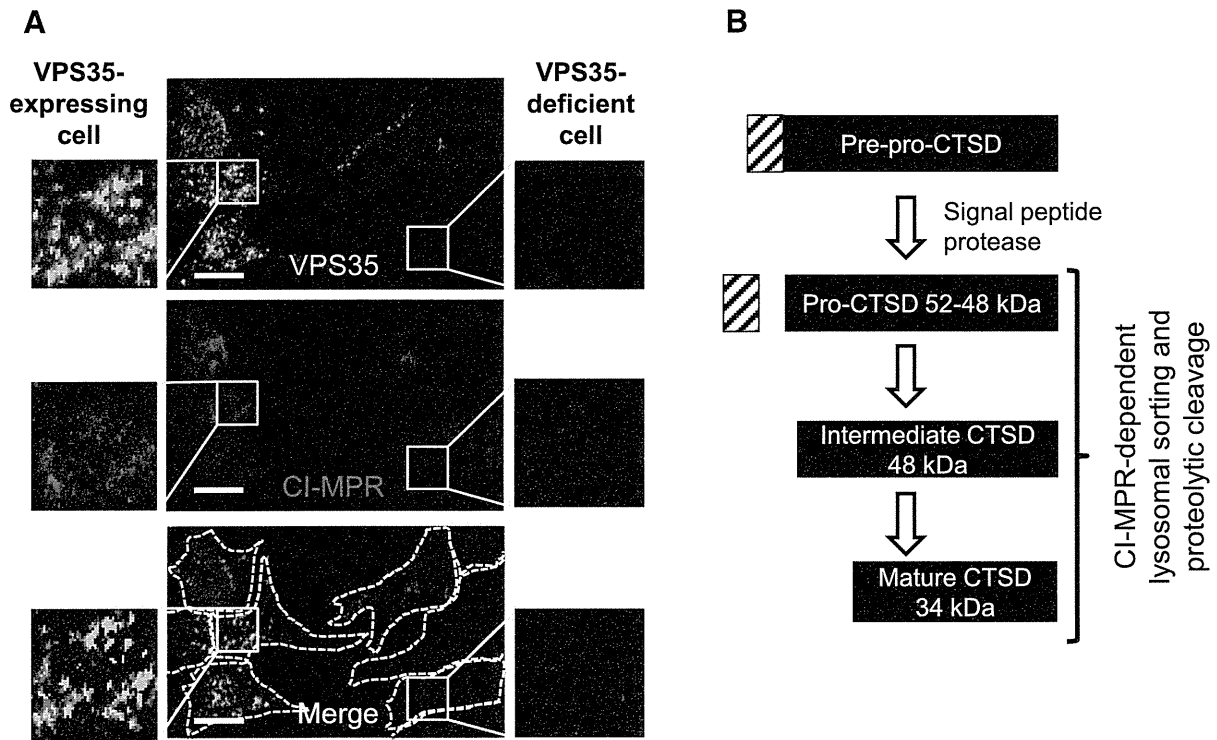 A
VPS35-
expressing
cell
VPS35-
deficient
cell
VPS35
CI-MPR
Merge
B
Pre-pro-CTSD
Signal peptide
protease
Pro-CTSD 52-48 kDa
Intermediate CTSD
48 kDa
Mature CTSD
34 kDa
CI-MPR-dependent
lysosomal sorting and
proteolytic cleavage